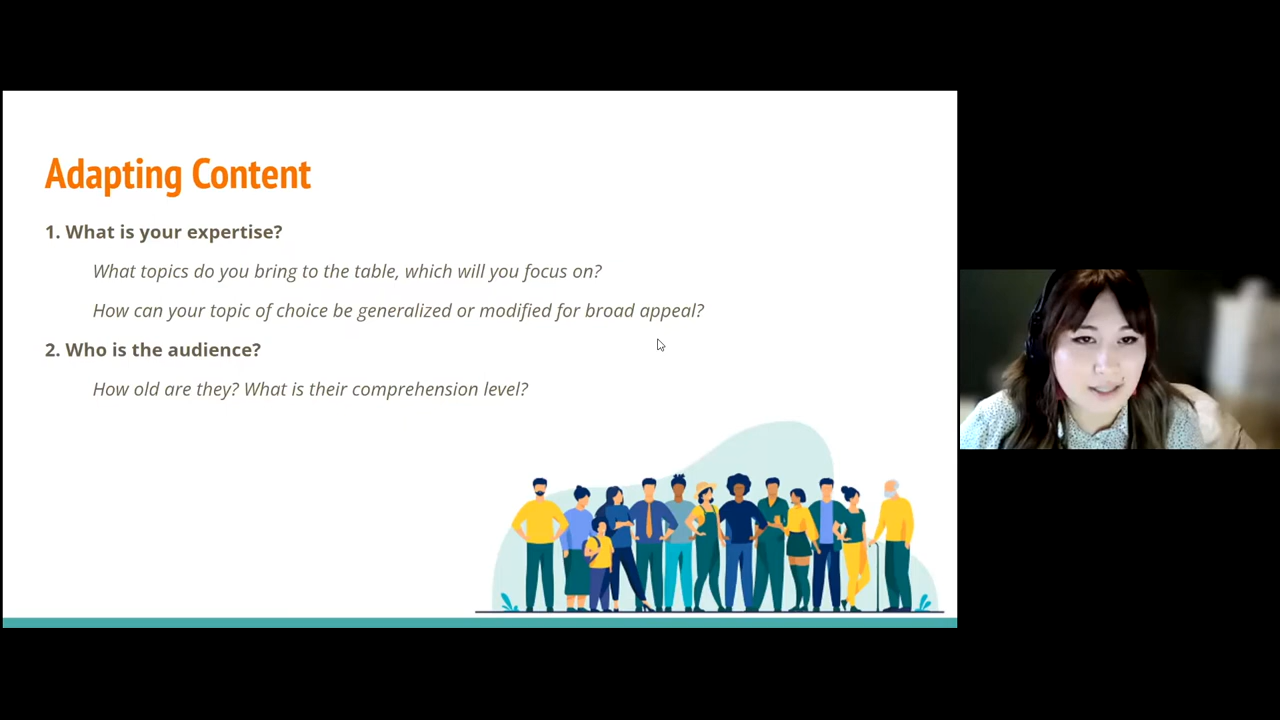 Adapting Content
1. What is your expertise?
What topics do you bring to the table, which will you focus on?
How can your topic of choice be generalized or modified for broad appeal?
2. Who is the audience?
How old are they? What is their comprehension level?